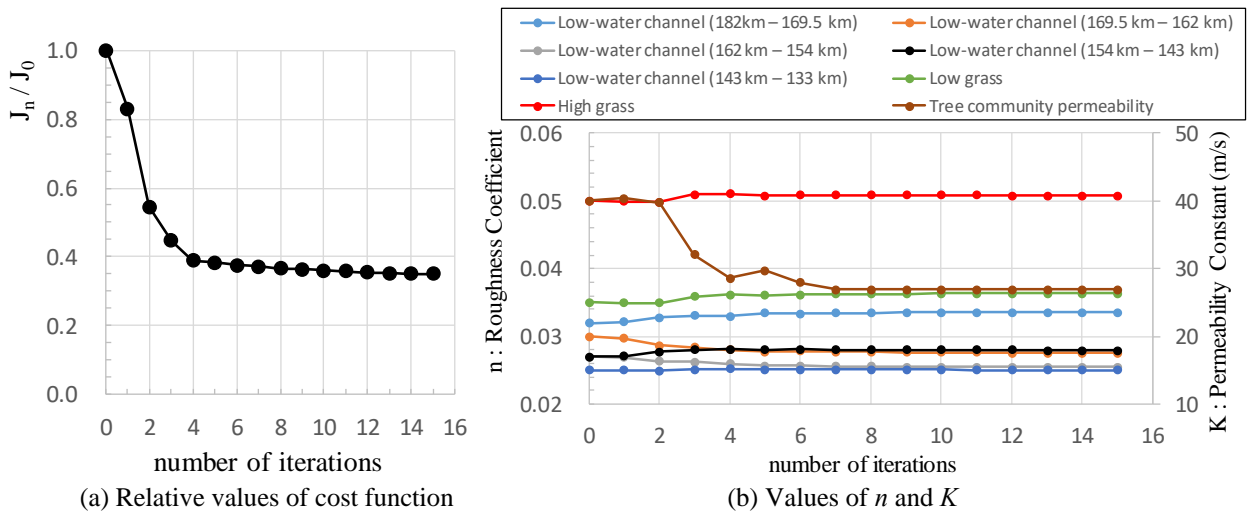 J_n / J_0
1.0
0.8
0.6
0.4
0.2
0.0
0 2 4 6 8 10 12 14 16
number of iterations
(a) Relative values of cost function
Low-water channel (182km – 169.5 km)
Low-water channel (169.5 km – 162 km)
Low-water channel (162 km – 154 km)
Low-water channel (154 km – 143 km)
Low-water channel (143 km – 133 km)
Low grass
High grass
Tree community permeability
n : Roughness Coefficient
0.06
0.05
0.04
0.03
0.02
K : Permeability Constant (m/s)
50
40
30
20
10
0 2 4 6 8 10 12 14 16
number of iterations
(b) Values of n and K